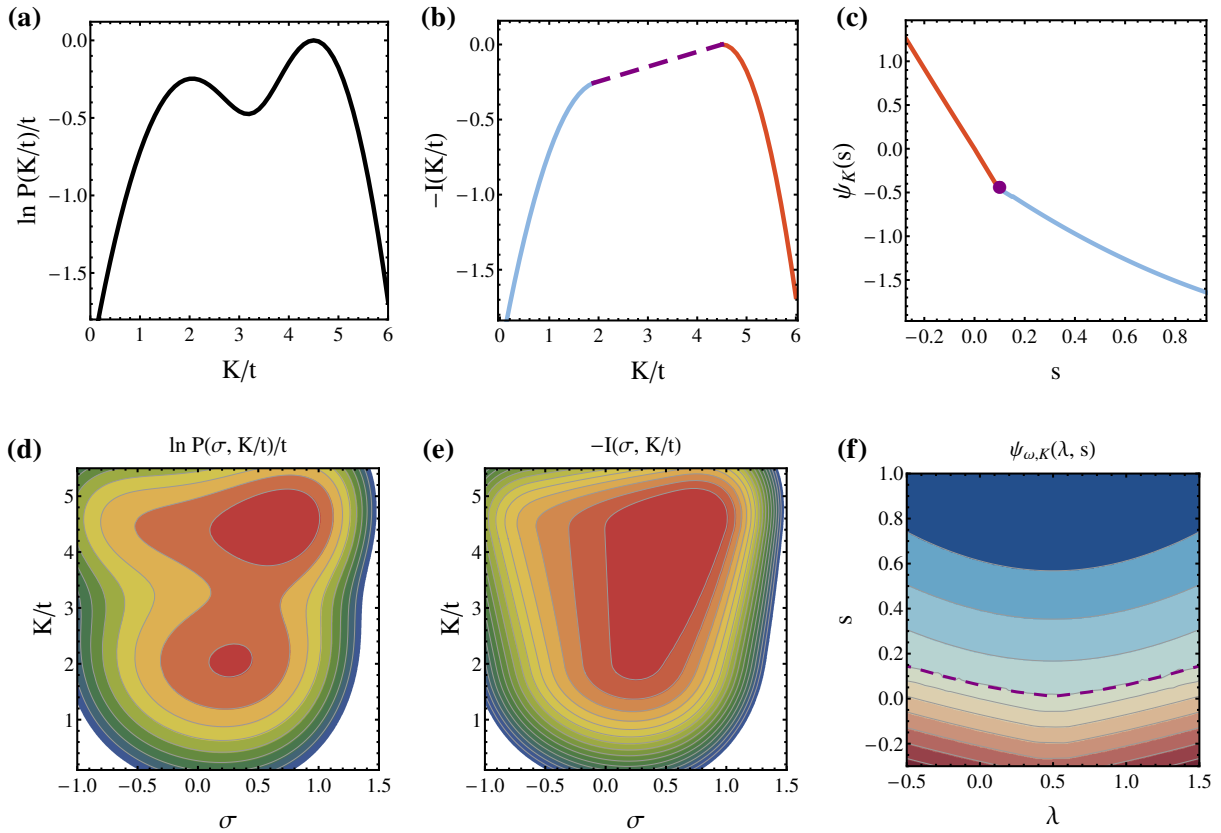 (a)
ln P(K/t)/t
0.0
−0.5
−1.0
−1.5
0 1 2 3 4 5 6
K/t
(b)
−I(K/t)
0.0
−0.5
−1.0
−1.5
0 1 2 3 4 5 6
K/t
(c)
ψK(s)
1.0
0.5
0.0
−0.5
−1.0
−1.5
−0.2 0.0 0.2 0.4 0.6 0.8
s
(d)
ln P(σ, K/t)/t
K/t
5
4
3
2
1
−1.0 −0.5 0.0 0.5 1.0 1.5
σ
(e)
−I(σ, K/t)
K/t
5
4
3
2
1
−1.0 −0.5 0.0 0.5 1.0 1.5
σ
(f)
ψω,K(λ, s)
s
1.0
0.8
0.6
0.4
0.2
0.0
−0.2
−0.5 0.0 0.5 1.0 1.5
λ